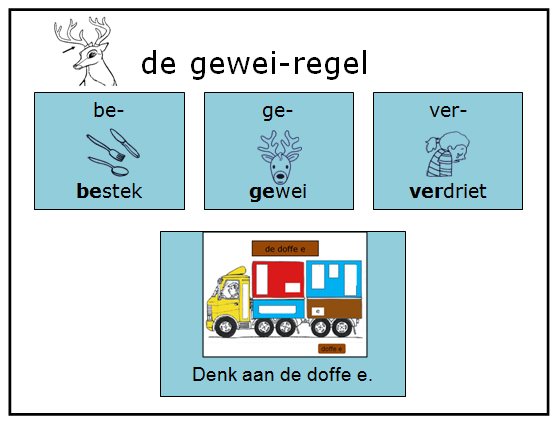 de gewei-regel
be-
bestek
ge-
gewei
ver-
verdriet
de doffe e
e
doffe e
Denk aan de doffe e.